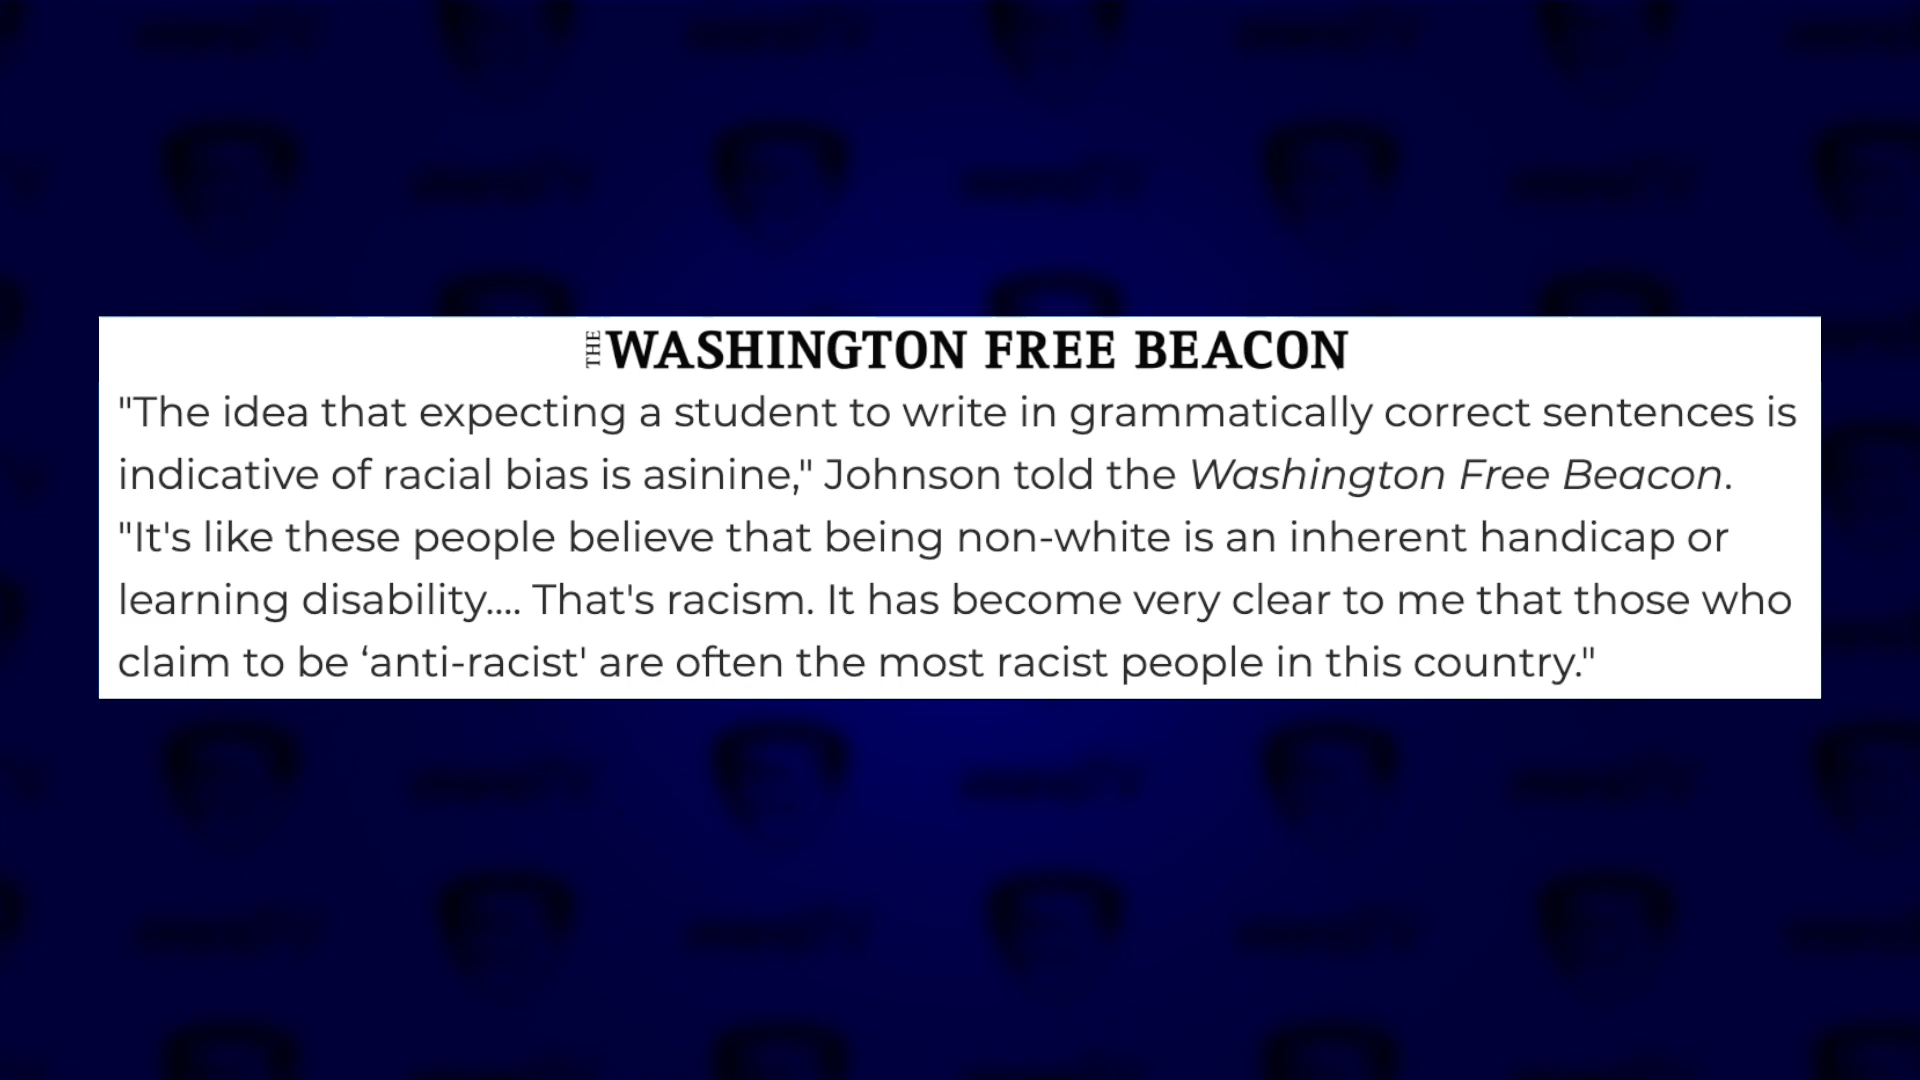 THE WASHINGTON FREE BEACON
"The idea that expecting a student to write in grammatically correct sentences is
indicative of racial bias is asinine," Johnson told the Washington Free Beacon.
"It's like these people believe that being non-white is an inherent handicap or
learning disability.... That's racism. It has become very clear to me that those who
claim to be ‘anti-racist' are often the most racist people in this country."